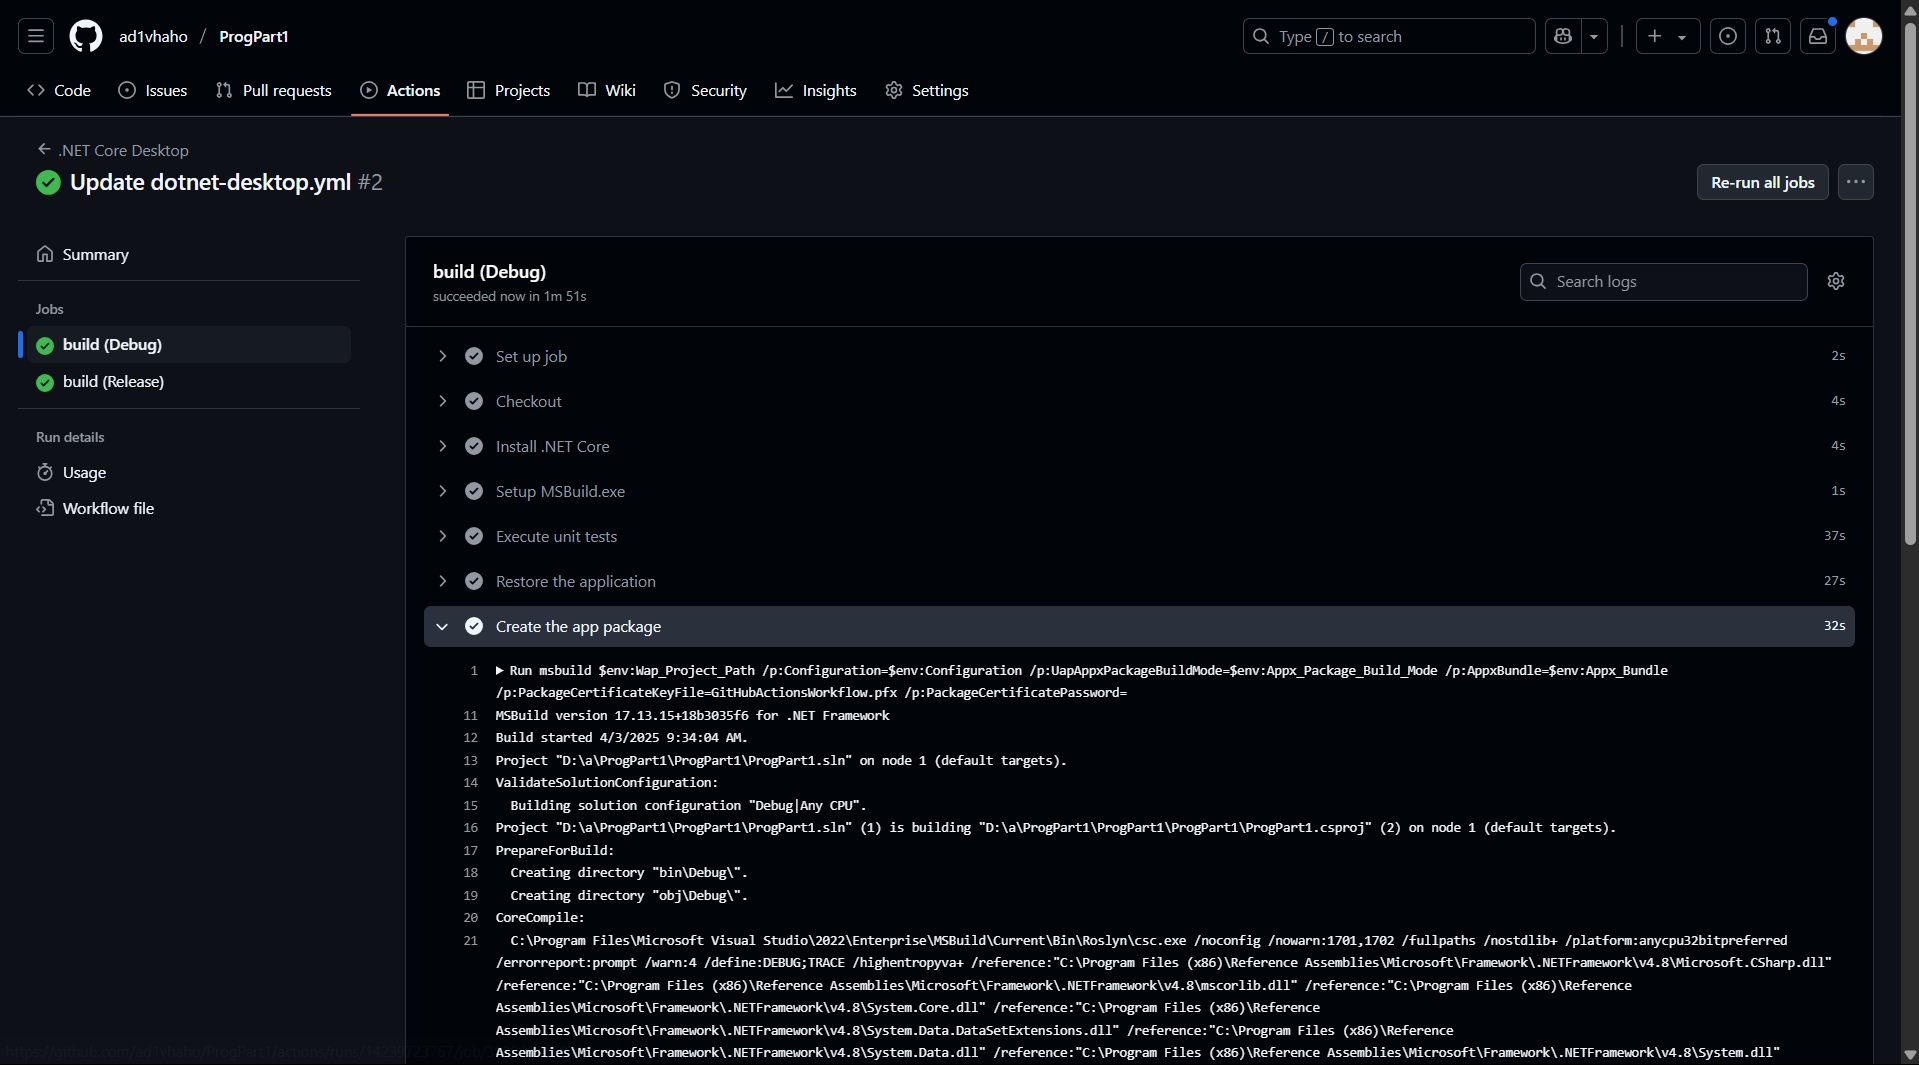 ad1vhaho / ProgPart1
Type / to search
Code
Issues
Pull requests
Actions
Projects
Wiki
Security
Insights
Settings
.NET Core Desktop
Update dotnet-desktop.yml #2
Re-run all jobs
Summary
Jobs
build (Debug)
build (Release)
Run details
Usage
Workflow file
build (Debug)
succeeded now in 1m 51s
Search logs
Set up job 2s
Checkout 4s
Install .NET Core 4s
Setup MSBuild.exe 1s
Execute unit tests 37s
Restore the application 27s
Create the app package 32s
1 Run msbuild $env:Wap_Project_Path /p:Configuration=$env:Configuration /p:UapAppxPackageBuildMode=$env:Appx_Package_Build_Mode /p:AppxBundle=$env:Appx_Bundle
/p:PackageCertificateKeyFile=GitHubActionsWorkflow.pfx /p:PackageCertificatePassword=
11 MSBuild version 17.13.15+18b3035f6 for .NET Framework
12 Build started 4/3/2025 9:34:04 AM.
13 Project "D:\a\ProgPart1\ProgPart1\ProgPart1.sln" on node 1 (default targets).
14 ValidateSolutionConfiguration:
15 Building solution configuration "Debug|Any CPU".
16 Project "D:\a\ProgPart1\ProgPart1\ProgPart1.sln" (1) is building "D:\a\ProgPart1\ProgPart1\ProgPart1\ProgPart1.csproj" (2) on node 1 (default targets).
17 PrepareForBuild:
18 Creating directory "bin\Debug\".
19 Creating directory "obj\Debug\".
20 CoreCompile:
21 C:\Program Files\Microsoft Visual Studio\2022\Enterprise\MSBuild\Current\Bin\Roslyn\csc.exe /noconfig /nowarn:1701,1702 /fullpaths /nostdlib+ /platform:anycpu32bitpreferred
/errorreport:prompt /warn:4 /define:DEBUG;TRACE /highentropyva+ /reference:"C:\Program Files (x86)\Reference Assemblies\Microsoft\Framework\.NETFramework\v4.8\Microsoft.CSharp.dll"
/reference:"C:\Program Files (x86)\Reference Assemblies\Microsoft\Framework\.NETFramework\v4.8\mscorlib.dll" /reference:"C:\Program Files (x86)\Reference
Assemblies\Microsoft\Framework\.NETFramework\v4.8\System.Core.dll" /reference:"C:\Program Files (x86)\Reference
Assemblies\Microsoft\Framework\.NETFramework\v4.8\System.Data.DataSetExtensions.dll" /reference:"C:\Program Files (x86)\Reference
Assemblies\Microsoft\Framework\.NETFramework\v4.8\System.Data.dll" /reference:"C:\Program Files (x86)\Reference Assemblies\Microsoft\Framework\.NETFramework\v4.8\System.dll"